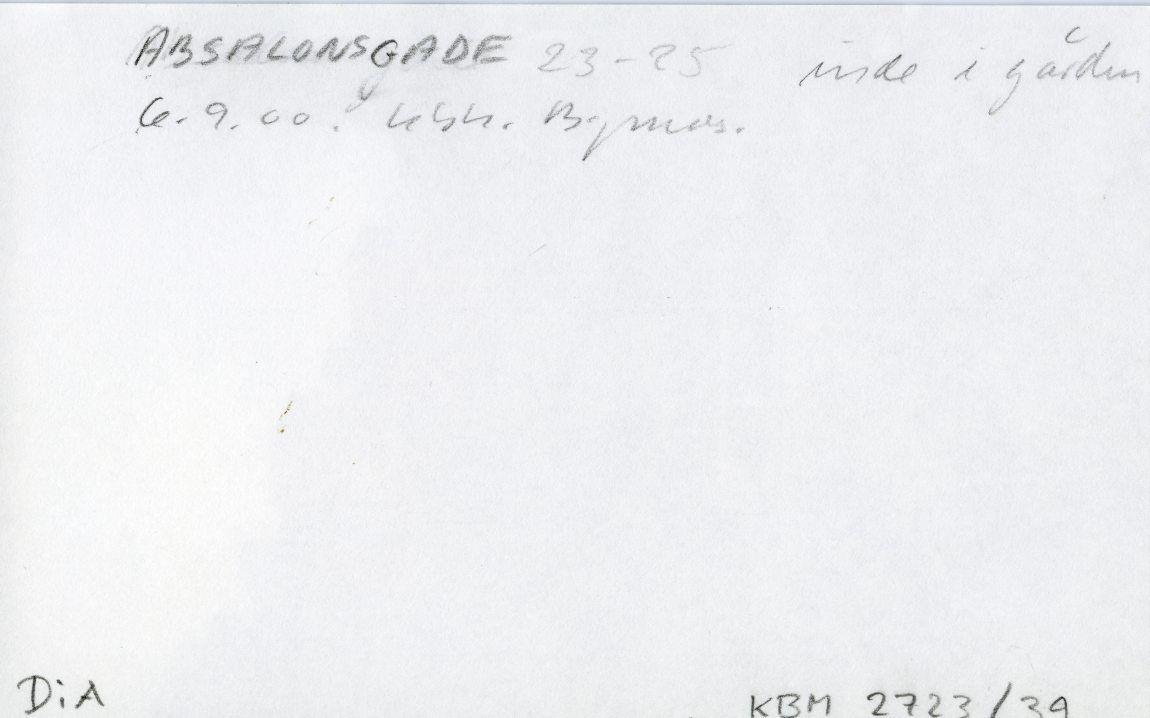 ABSALONSGADE 23-25 inde i gården
6.9.00. kbh. Bymus.
DiA KBM 2723/39